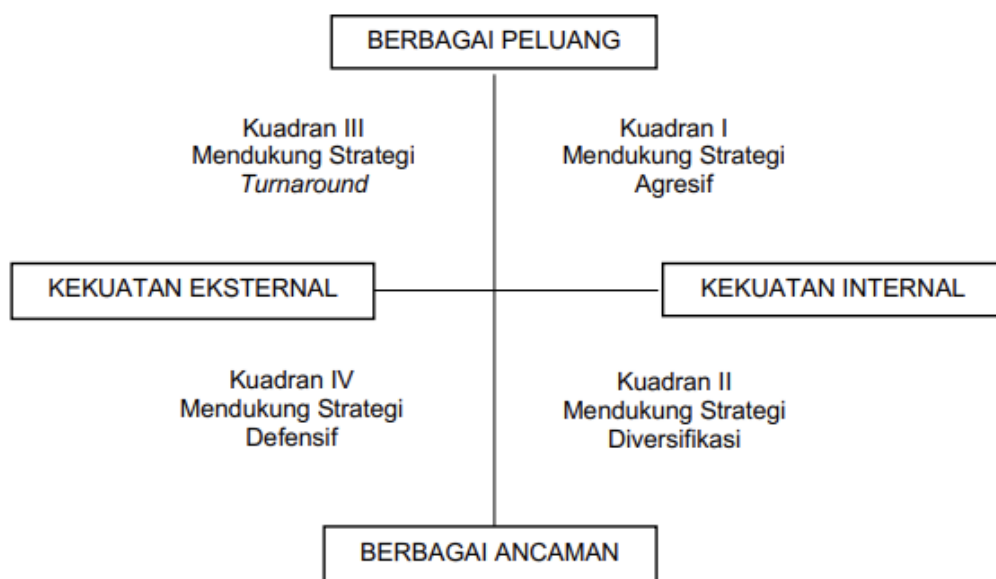 BERBAGAI PELUANG
Kuadran III
Mendukung Strategi
Turnaround
Kuadran I
Mendukung Strategi
Agresif
KEKUATAN EKSTERNAL
KEKUATAN INTERNAL
Kuadran IV
Mendukung Strategi
Defensif
Kuadran II
Mendukung Strategi
Diversifikasi
BERBAGAI ANCAMAN